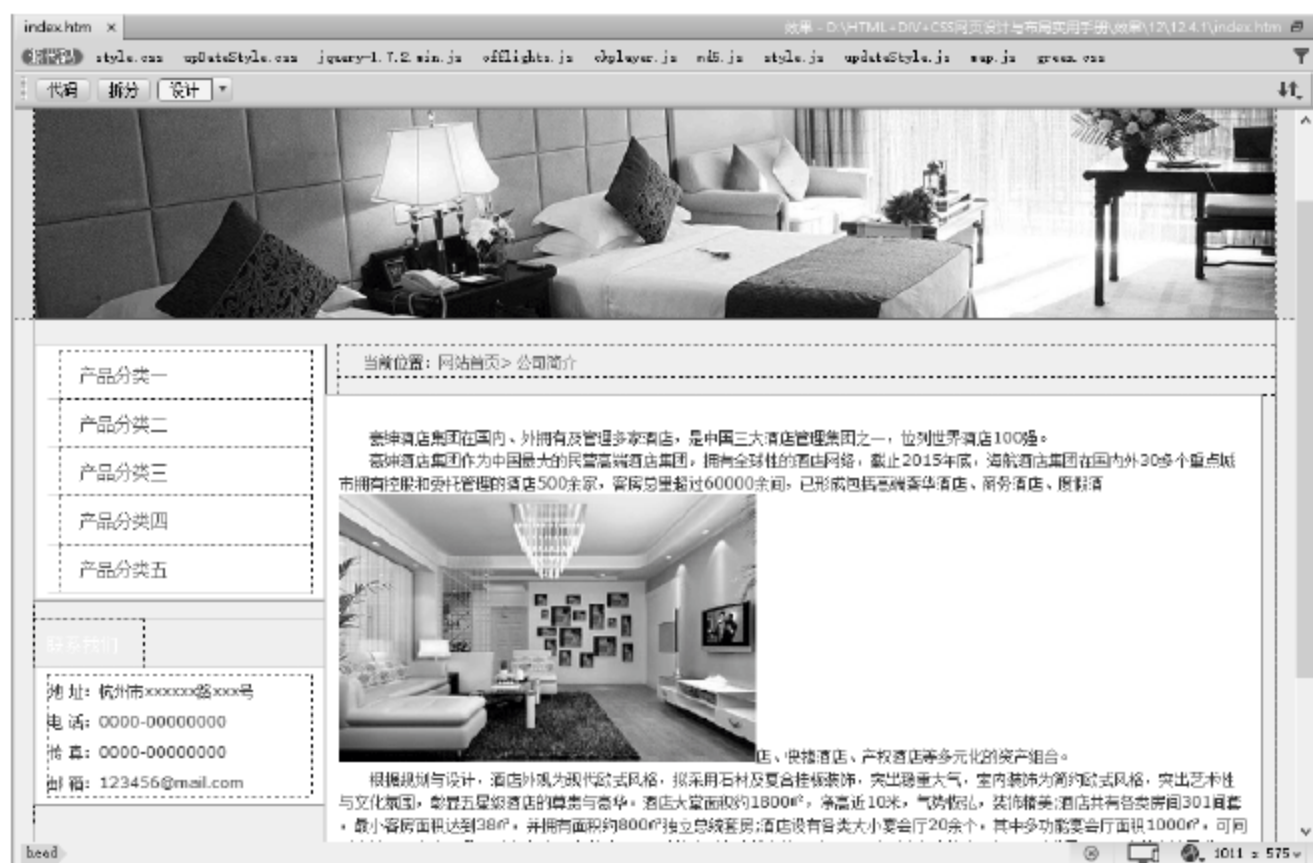 index.htm ×
效果 - D:\HTML+DIV+CSS网页设计与布局实用手册\效果\12\12.4.1\index.htm
源代码 style.css upDateStyle.css jquery-1.7.2.min.js offlights.js ckplayer.js md5.js style.js updateStyle.js map.js green.css
代码 拆分 设计
当前位置：网站首页> 公司简介
产品分类一
产品分类二
产品分类三
产品分类四
产品分类五
联系我们
地 址：杭州市xxxxxx路xxx号
电 话：0000-00000000
传 真：0000-00000000
邮 箱：123456@mail.com
豪绅酒店集团在国内、外拥有及管理多家酒店，是中国三大酒店管理集团之一，位列世界酒店100强。
豪绅酒店集团作为中国最大的民营高端酒店集团，拥有全球性的酒店网络，截止2015年底，海航酒店集团在国内外30多个重点城
市拥有控股和委托管理的酒店500余家，客房总量超过60000余间，已形成包括高端奢华酒店、商务酒店、度假酒
店、快捷酒店、产权酒店等多元化的资产组合。
根据规划与设计，酒店外观为现代欧式风格，拟采用石材及复合挂板装饰，突出稳重大气，室内装饰为简约欧式风格，突出艺术性
与文化氛围，彰显五星级酒店的尊贵与豪华。酒店大堂面积约1800㎡，净高近10米，气势恢弘，装饰精美;酒店共有各类房间301间套
，最小客房面积达到38㎡，并拥有面积约800㎡独立总统套房;酒店设有各类大小宴会厅20余个，其中多功能宴会厅面积1000㎡，可同
head
1011 x 575